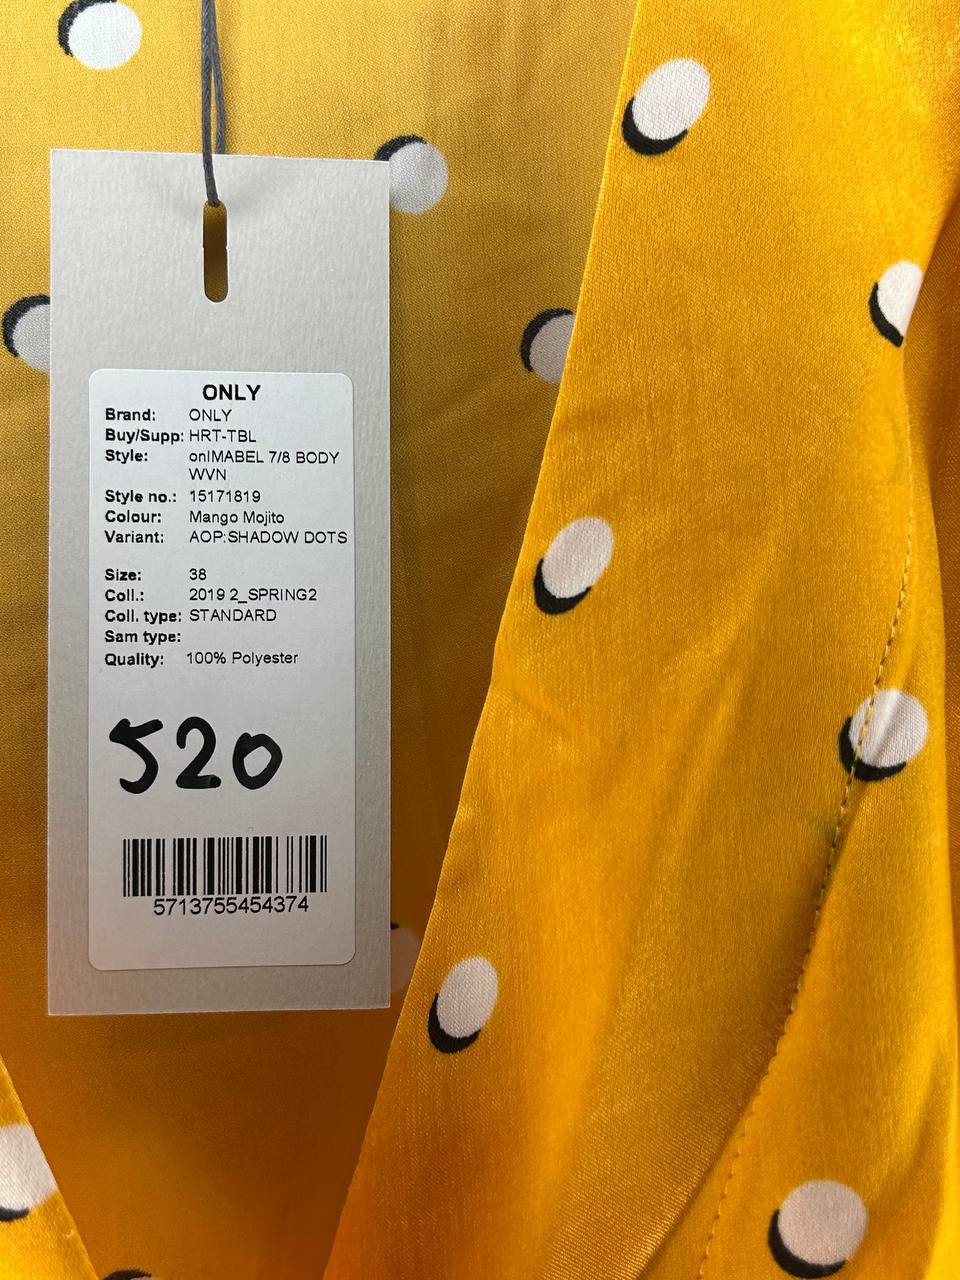 ONLY
Brand: ONLY
Buy/Supp: HRT-TBL
Style: onlMABEL 7/8 BODY
WVN
Style no.: 15171819
Colour: Mango Mojito
Variant: AOP:SHADOW DOTS
Size: 38
Coll.: 2019 2_SPRING2
Coll. type: STANDARD
Sam type:
Quality: 100% Polyester
520
5713755454374